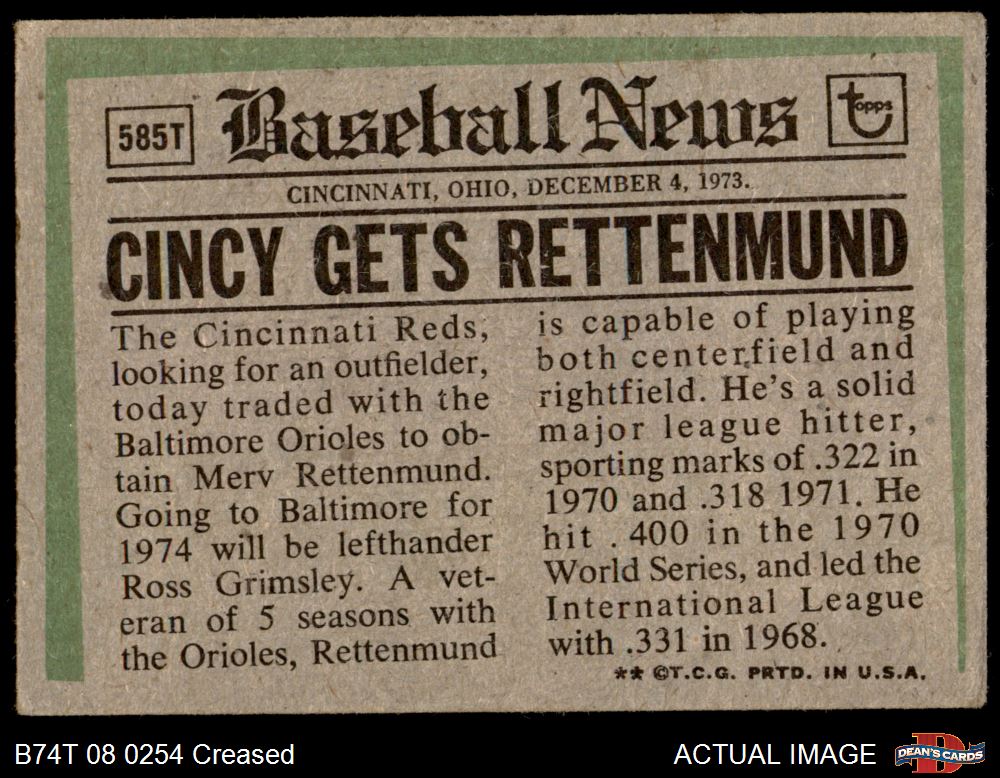 585T
Baseball News
topps
CINCINNATI, OHIO, DECEMBER 4, 1973.
CINCY GETS RETTENMUND
The Cincinnati Reds,
looking for an outfielder,
today traded with the
Baltimore Orioles to ob-
tain Merv Rettenmund.
Going to Baltimore for
1974 will be lefthander
Ross Grimsley. A vet-
eran of 5 seasons with
the Orioles, Rettenmund
is capable of playing
both centerfield and
rightfield. He's a solid
major league hitter,
sporting marks of .322 in
1970 and .318 1971. He
hit .400 in the 1970
World Series, and led the
International League
with .331 in 1968.
** ©T.C.G. PRTD. IN U.S.A.
B74T 08 0254 Creased
ACTUAL IMAGE
DEAN'S CARDS